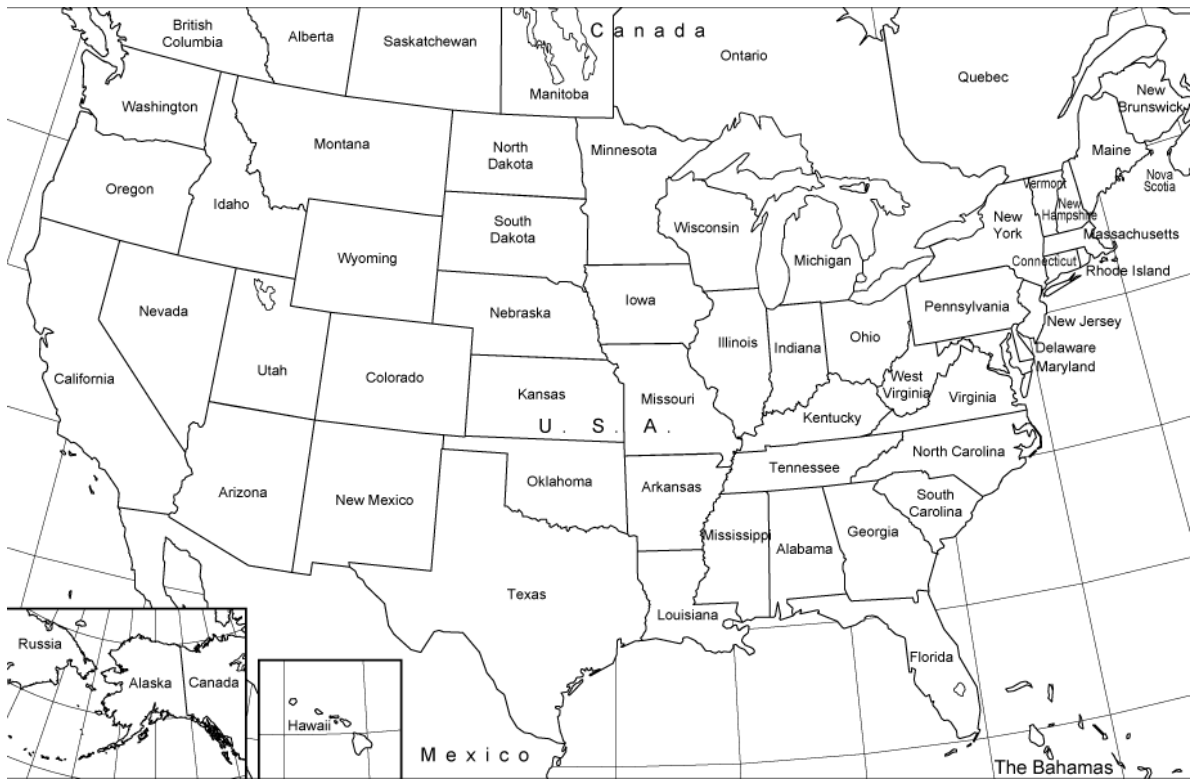 British
Columbia
Alberta
Saskatchewan
Canada
Manitoba
Ontario
Quebec
New
Brunswick
Nova
Scotia
Washington
Montana
North
Dakota
Minnesota
Maine
Oregon
Idaho
South
Dakota
Wisconsin
Vermont
New
Hampshire
New
York
Massachusetts
Wyoming
Michigan
Connecticut
Rhode Island
Nevada
Nebraska
Iowa
Pennsylvania
New Jersey
Illinois
Indiana
Ohio
Delaware
Maryland
California
Utah
Colorado
Kansas
Missouri
West
Virginia
Virginia
Kentucky
U. S. A.
North Carolina
Tennessee
Arizona
New Mexico
Oklahoma
Arkansas
South
Carolina
Mississippi
Alabama
Georgia
Texas
Louisiana
Florida
Russia
Alaska
Canada
Hawaii
Mexico
The Bahamas